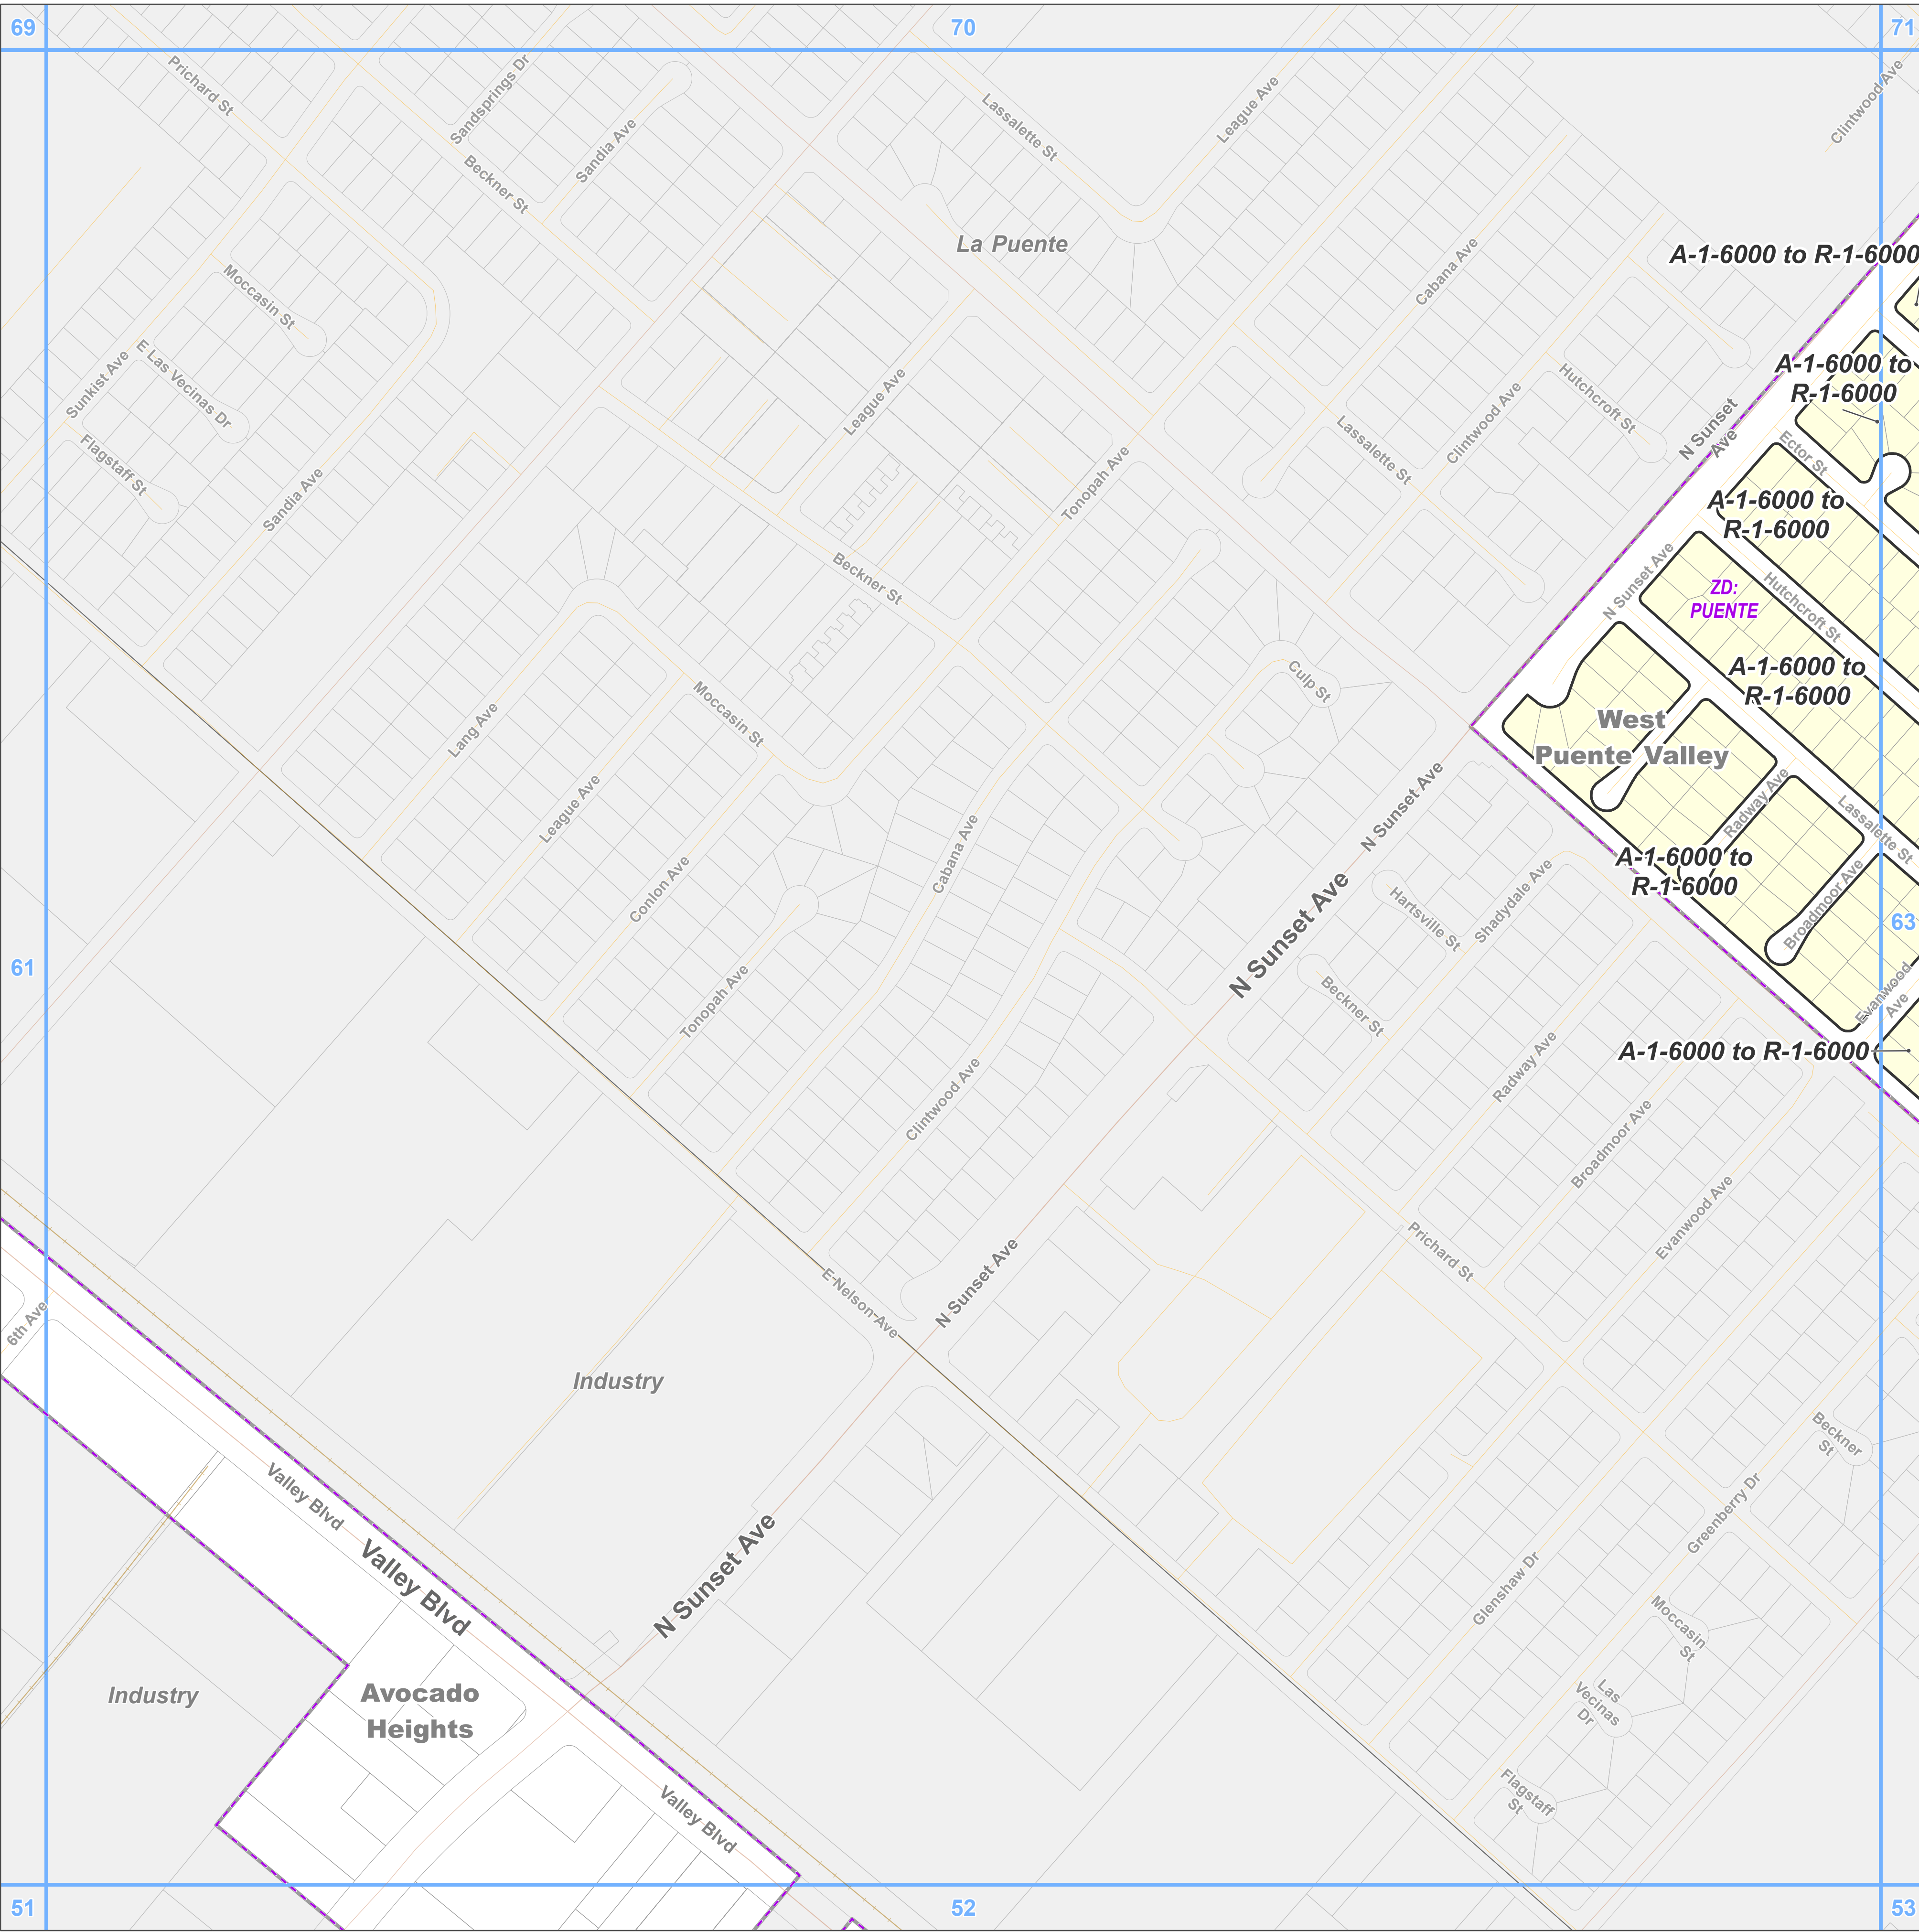 69
70
71
Prichard St
Sandsprings Dr
Sandia Ave
Beckner St
Lassalette St
League Ave
Clintwood Ave
La Puente
Cabana Ave
A-1-6000 to R-1-6000
Moccasin St
E Las Vecinas Dr
Sunkist Ave
Flagstaff St
Sandia Ave
League Ave
Tonopah Ave
Lassalette St
Clintwood Ave
Hutchcroft St
N Sunset
Ave
A-1-6000 to
R-1-6000
Ector St
A-1-6000 to
R-1-6000
Beckner St
N Sunset Ave
ZD:
PUENTE
Hutchcroft St
A-1-6000 to
R-1-6000
Culp St
Lang Ave
Moccasin St
West
Puente Valley
League Ave
Cabana Ave
N Sunset Ave
Radway Ave
Lassalette St
Conlon Ave
A-1-6000 to
R-1-6000
N Sunset Ave
Hartsville St
Shadydale Ave
Broadmoor Ave
63
61
Tonopah Ave
Beckner St
Evanwood
Ave
A-1-6000 to R-1-6000
Clintwood Ave
Radway Ave
Broadmoor Ave
Evanwood Ave
Prichard St
6th Ave
E Nelson Ave
N Sunset Ave
Industry
Beckner
St
Valley Blvd
Valley Blvd
N Sunset Ave
Greenberry Dr
Glenshaw Dr
Moccasin
St
Industry
Avocado
Heights
Las
Vecinas
Dr
Valley Blvd
Flagstaff
St
51
52
53